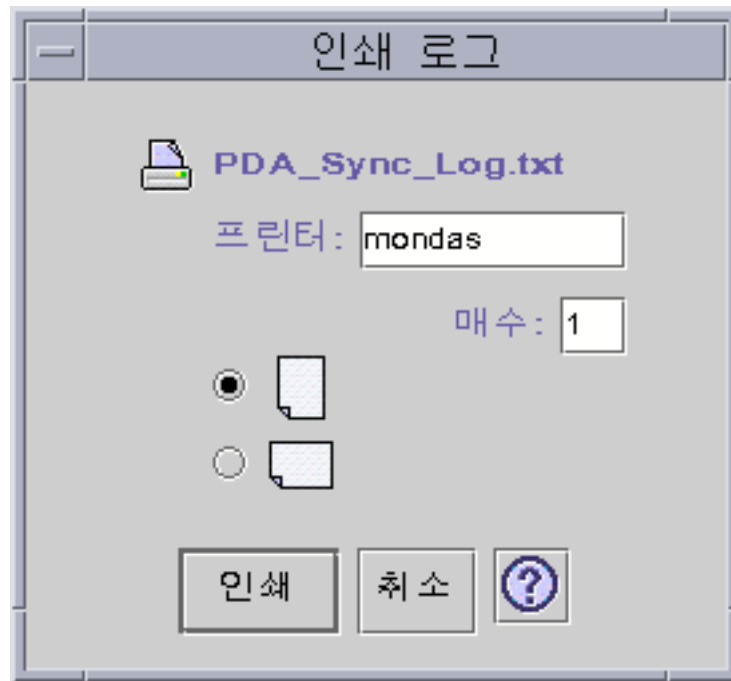 인쇄 로그
PDA_Sync_Log.txt
프린터: mondas
매수: 1
인쇄 취소 ?